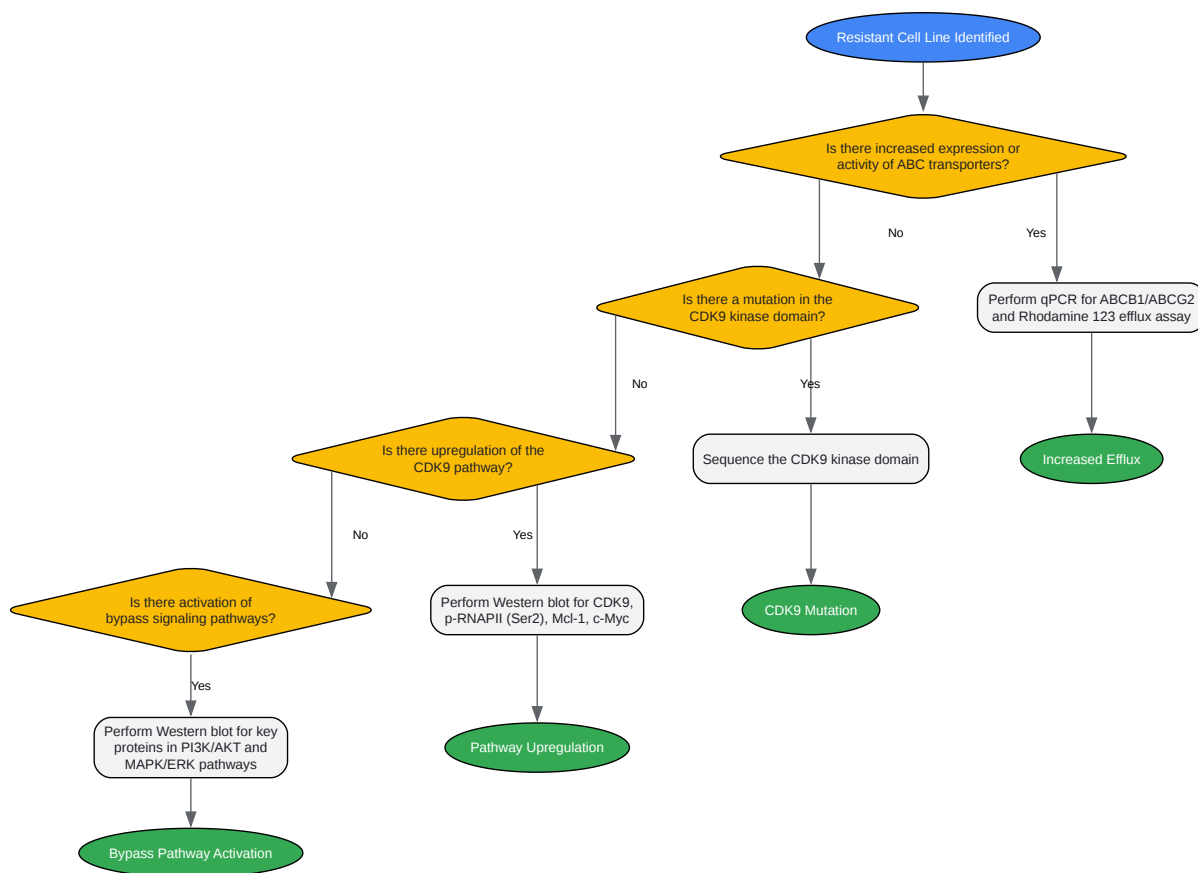 Resistant Cell Line Identified
Is there increased expression or
activity of ABC transporters?
No
Yes
Is there a mutation in the
CDK9 kinase domain?
Perform qPCR for ABCB1/ABCG2
and Rhodamine 123 efflux assay
No
Yes
Is there upregulation of the
CDK9 pathway?
Sequence the CDK9 kinase domain
Increased Efflux
No
Yes
Is there activation of
bypass signaling pathways?
Perform Western blot for CDK9,
p-RNAPII (Ser2), Mcl-1, c-Myc
CDK9 Mutation
Yes
Perform Western blot for key
proteins in PI3K/AKT and
MAPK/ERK pathways
Pathway Upregulation
Bypass Pathway Activation